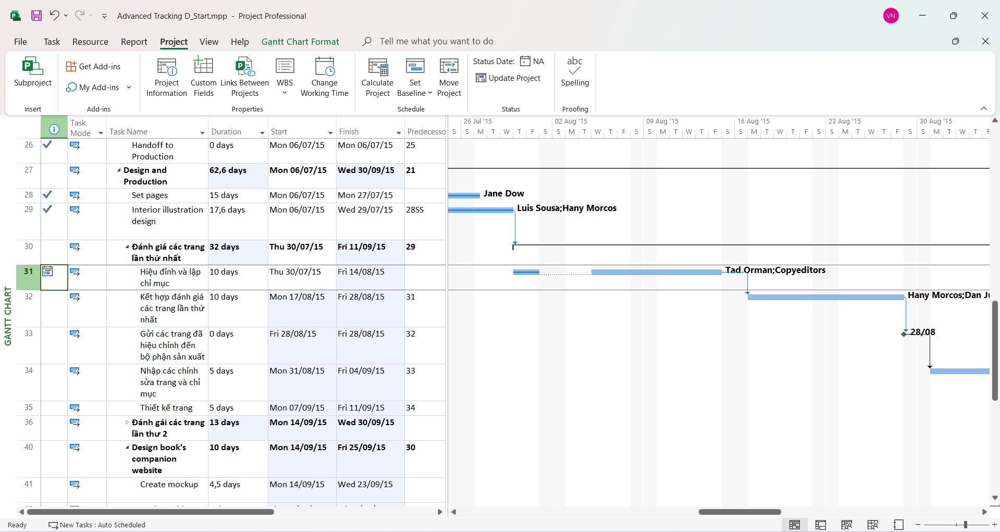 Advanced Tracking D_Start.mpp - Project Professional
VN
File Task Resource Report Project View Help Gantt Chart Format Tell me what you want to do
Subproject
Insert
Get Add-ins
My Add-ins
Add-ins
Project Information
Custom Fields
Links Between Projects
WBS
Change Working Time
Properties
Calculate Project
Set Baseline
Move Project
Schedule
Status Date: NA
Update Project
Status
abc
Spelling
Proofing
GANTT CHART
Task Mode Task Name Duration Start Finish Predecesso
26 Handoff to Production 0 days Mon 06/07/15 Mon 06/07/15 25
27 Design and Production 62,6 days Mon 06/07/15 Wed 30/09/15 21
28 Set pages 15 days Mon 06/07/15 Mon 27/07/15
29 Interior illustration design 17,6 days Mon 06/07/15 Wed 29/07/15 28SS
30 Đánh giá các trang lần thứ nhất 32 days Thu 30/07/15 Fri 11/09/15 29
31 Hiệu đỉnh và lập chỉ mục 10 days Thu 30/07/15 Fri 14/08/15
32 Kết hợp đánh giá các trang lần thứ nhất 10 days Mon 17/08/15 Fri 28/08/15 31
33 Gửi các trang đã hiệu chỉnh đến bộ phận sản xuất 0 days Fri 28/08/15 Fri 28/08/15 32
34 Nhập các chỉnh sửa trang và chỉ mục 5 days Mon 31/08/15 Fri 04/09/15 33
35 Thiết kế trang 5 days Mon 07/09/15 Fri 11/09/15 34
36 Đánh gái các trang lần thư 2 13 days Mon 14/09/15 Wed 30/09/15
40 Design book's companion website 10 days Mon 14/09/15 Fri 25/09/15 30
41 Create mockup 4,5 days Mon 14/09/15 Wed 23/09/15
26 Jul '15 02 Aug '15 09 Aug '15 16 Aug '15 23 Aug '15 30 Aug '15
S S M T W T F S S M T W T F S S M T W T F S S M T W T F S S M T W T F S S M T W T F
Jane Dow
Luis Sousa;Hany Morcos
Tad Orman;Copyeditors
Hany Morcos;Dan Ju
28/08
Ready New Tasks : Auto Scheduled